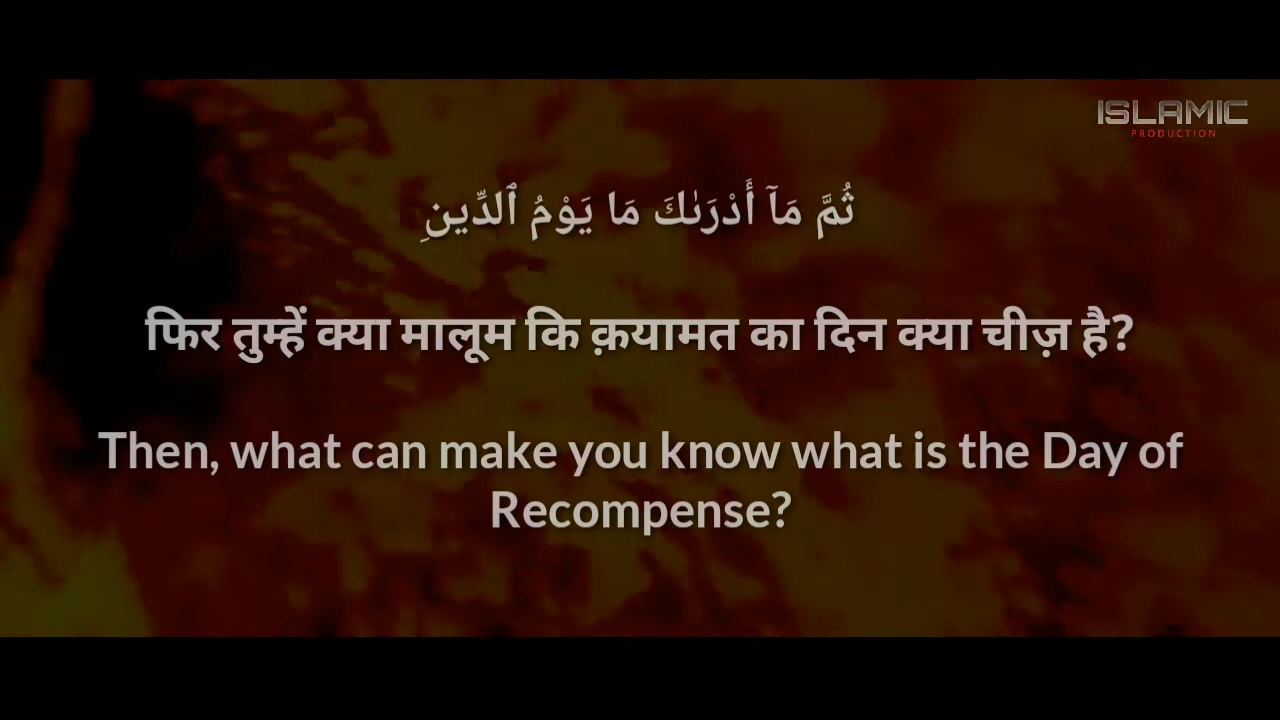 ISLAMIC
PRODUCTION
ثُمَّ مَآ أَدْرَىٰكَ مَا يَوْمُ ٱلدِّينِ
फिर तुम्हें क्या मालूम कि क़यामत का दिन क्या चीज़ है?
Then, what can make you know what is the Day of
Recompense?